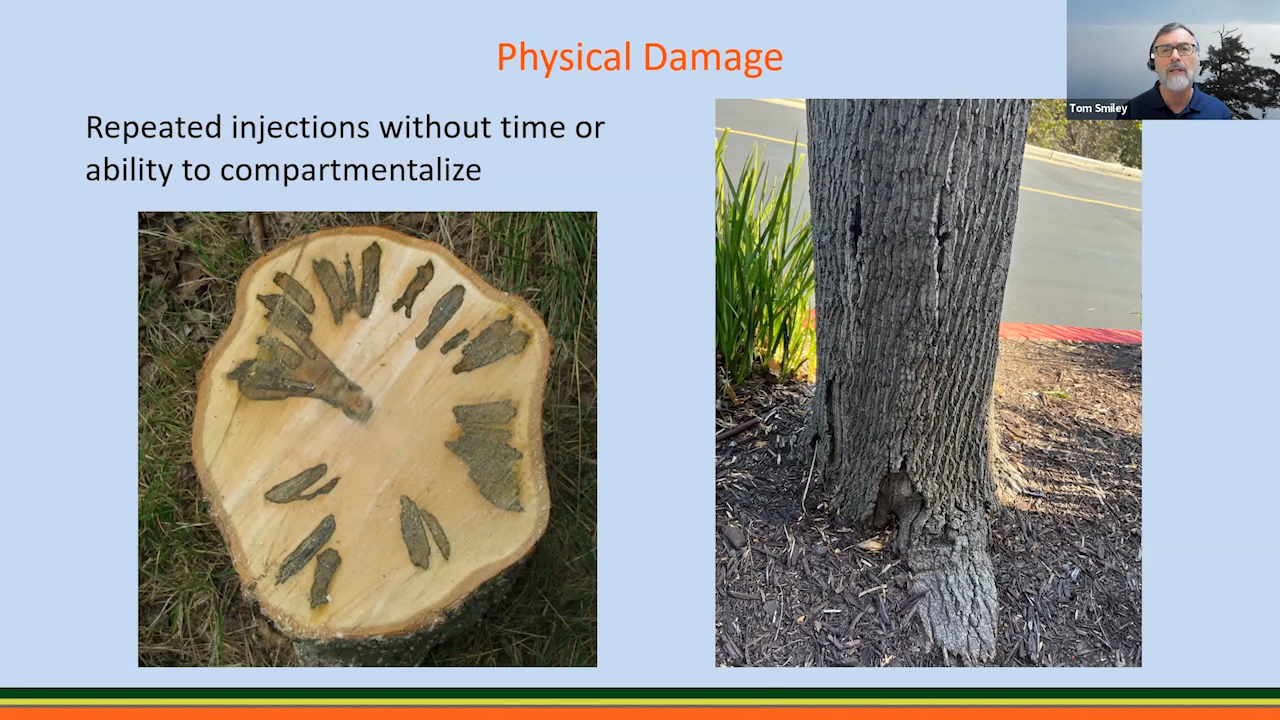 Physical Damage
Tom Smiley
Repeated injections without time or
ability to compartmentalize